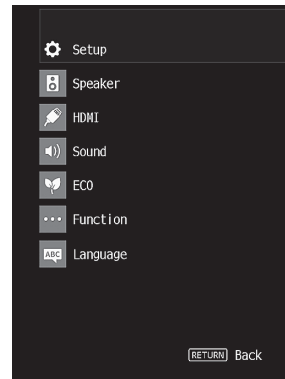 Setup
Speaker
HDMI
Sound
ECO
Function
ABC Language
RETURN Back